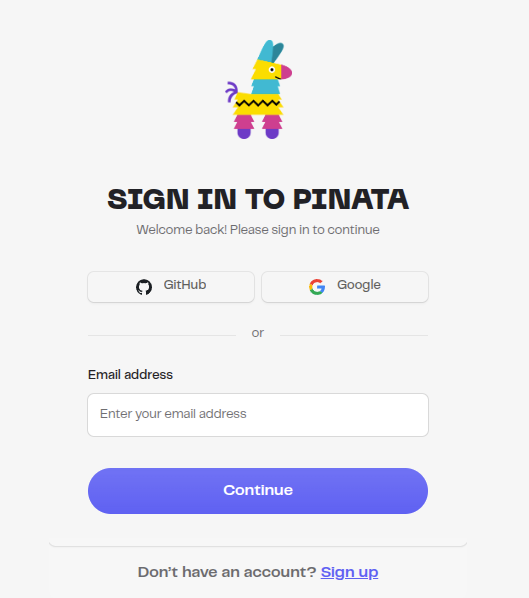 SIGN IN TO PINATA
Welcome back! Please sign in to continue
GitHub
Google
or
Email address
Enter your email address
Continue
Don't have an account? Sign up